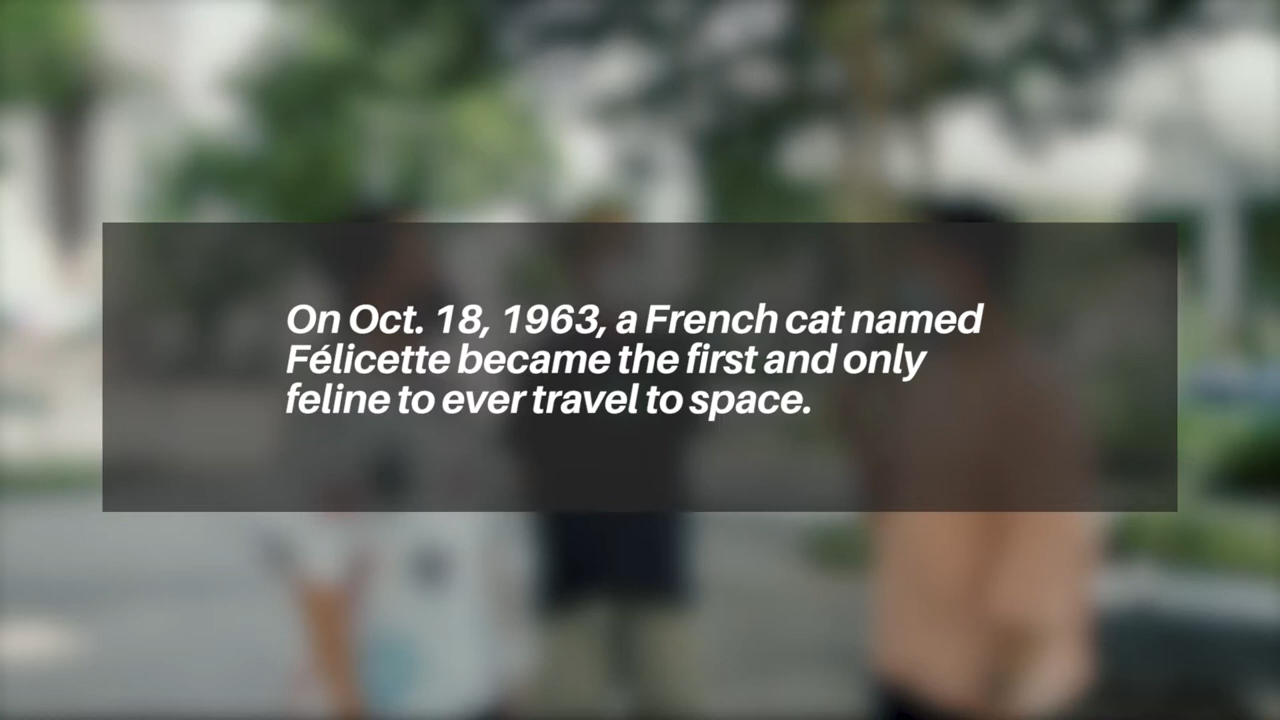 On Oct. 18, 1963, a French cat named
Félicette became the first and only
feline to ever travel to space.